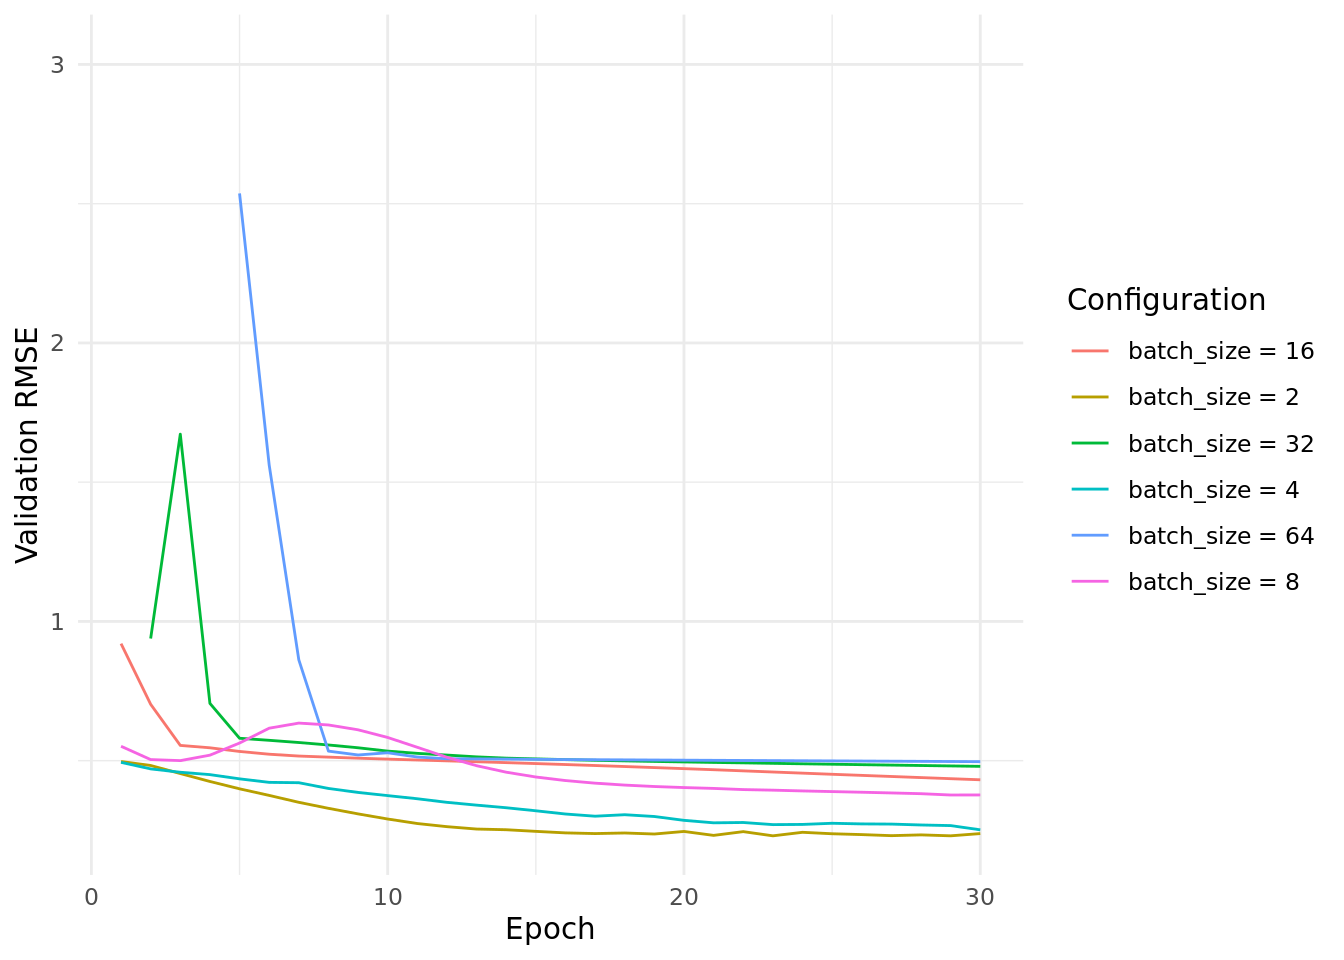 3
2
1
Validation RMSE
0 10 20 30
Epoch
Configuration
batch_size = 16
batch_size = 2
batch_size = 32
batch_size = 4
batch_size = 64
batch_size = 8